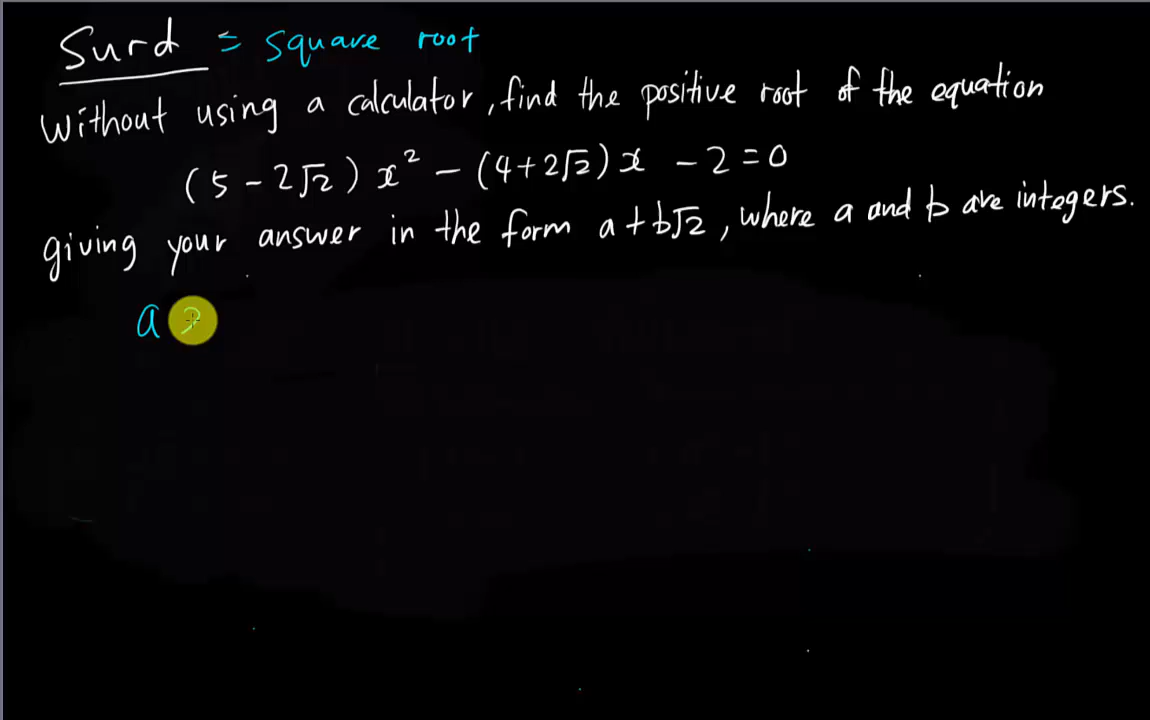 Surd = square root
Without using a calculator, find the positive root of the equation
(5 - 2√2) x² - (4 + 2√2) x - 2 = 0
giving your answer in the form a + b√2, where a and b are integers.
a